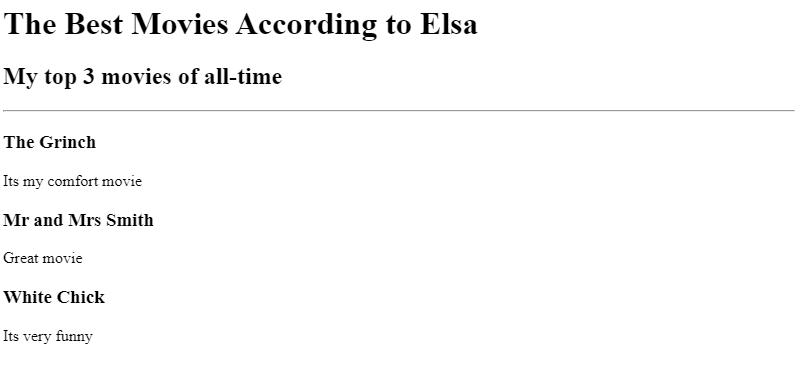 The Best Movies According to Elsa
My top 3 movies of all-time
The Grinch
Its my comfort movie
Mr and Mrs Smith
Great movie
White Chick
Its very funny